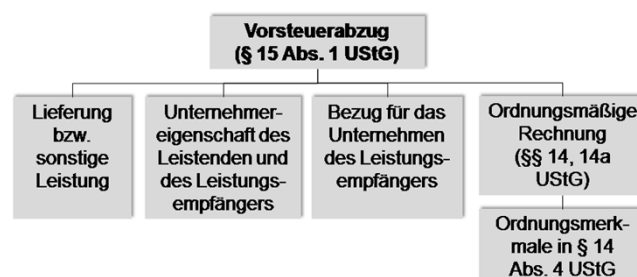 Vorsteuerabzug
(§ 15 Abs. 1 UStG)
Lieferung
bzw.
sonstige
Leistung
Unternehmer-
eigenschaft des
Leistenden und
des Leistungs-
empfängers
Bezug für das
Unternehmen
des Leistungs-
empfängers
Ordnungsmäßige
Rechnung
(§§ 14, 14a
UStG)
Ordnungsmerk-
male in § 14
Abs. 4 UStG